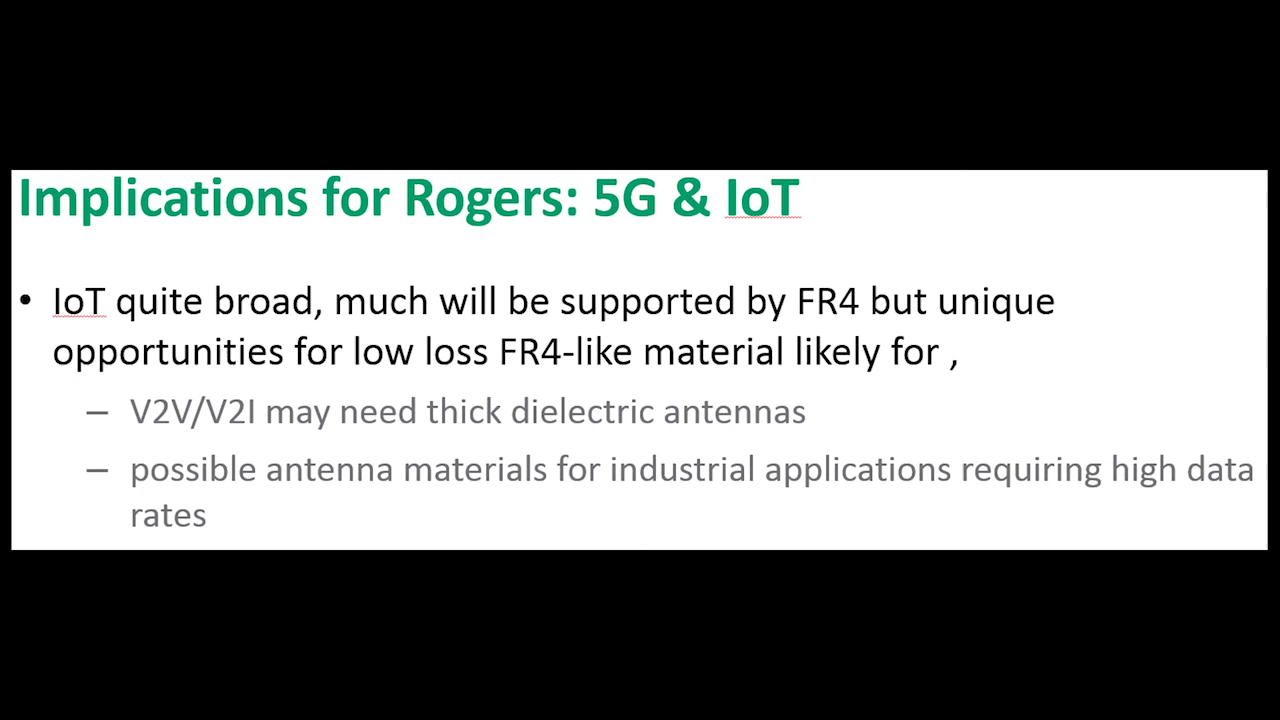 Implications for Rogers: 5G & IoT
• IoT quite broad, much will be supported by FR4 but unique
opportunities for low loss FR4-like material likely for ,
– V2V/V2I may need thick dielectric antennas
– possible antenna materials for industrial applications requiring high data
rates